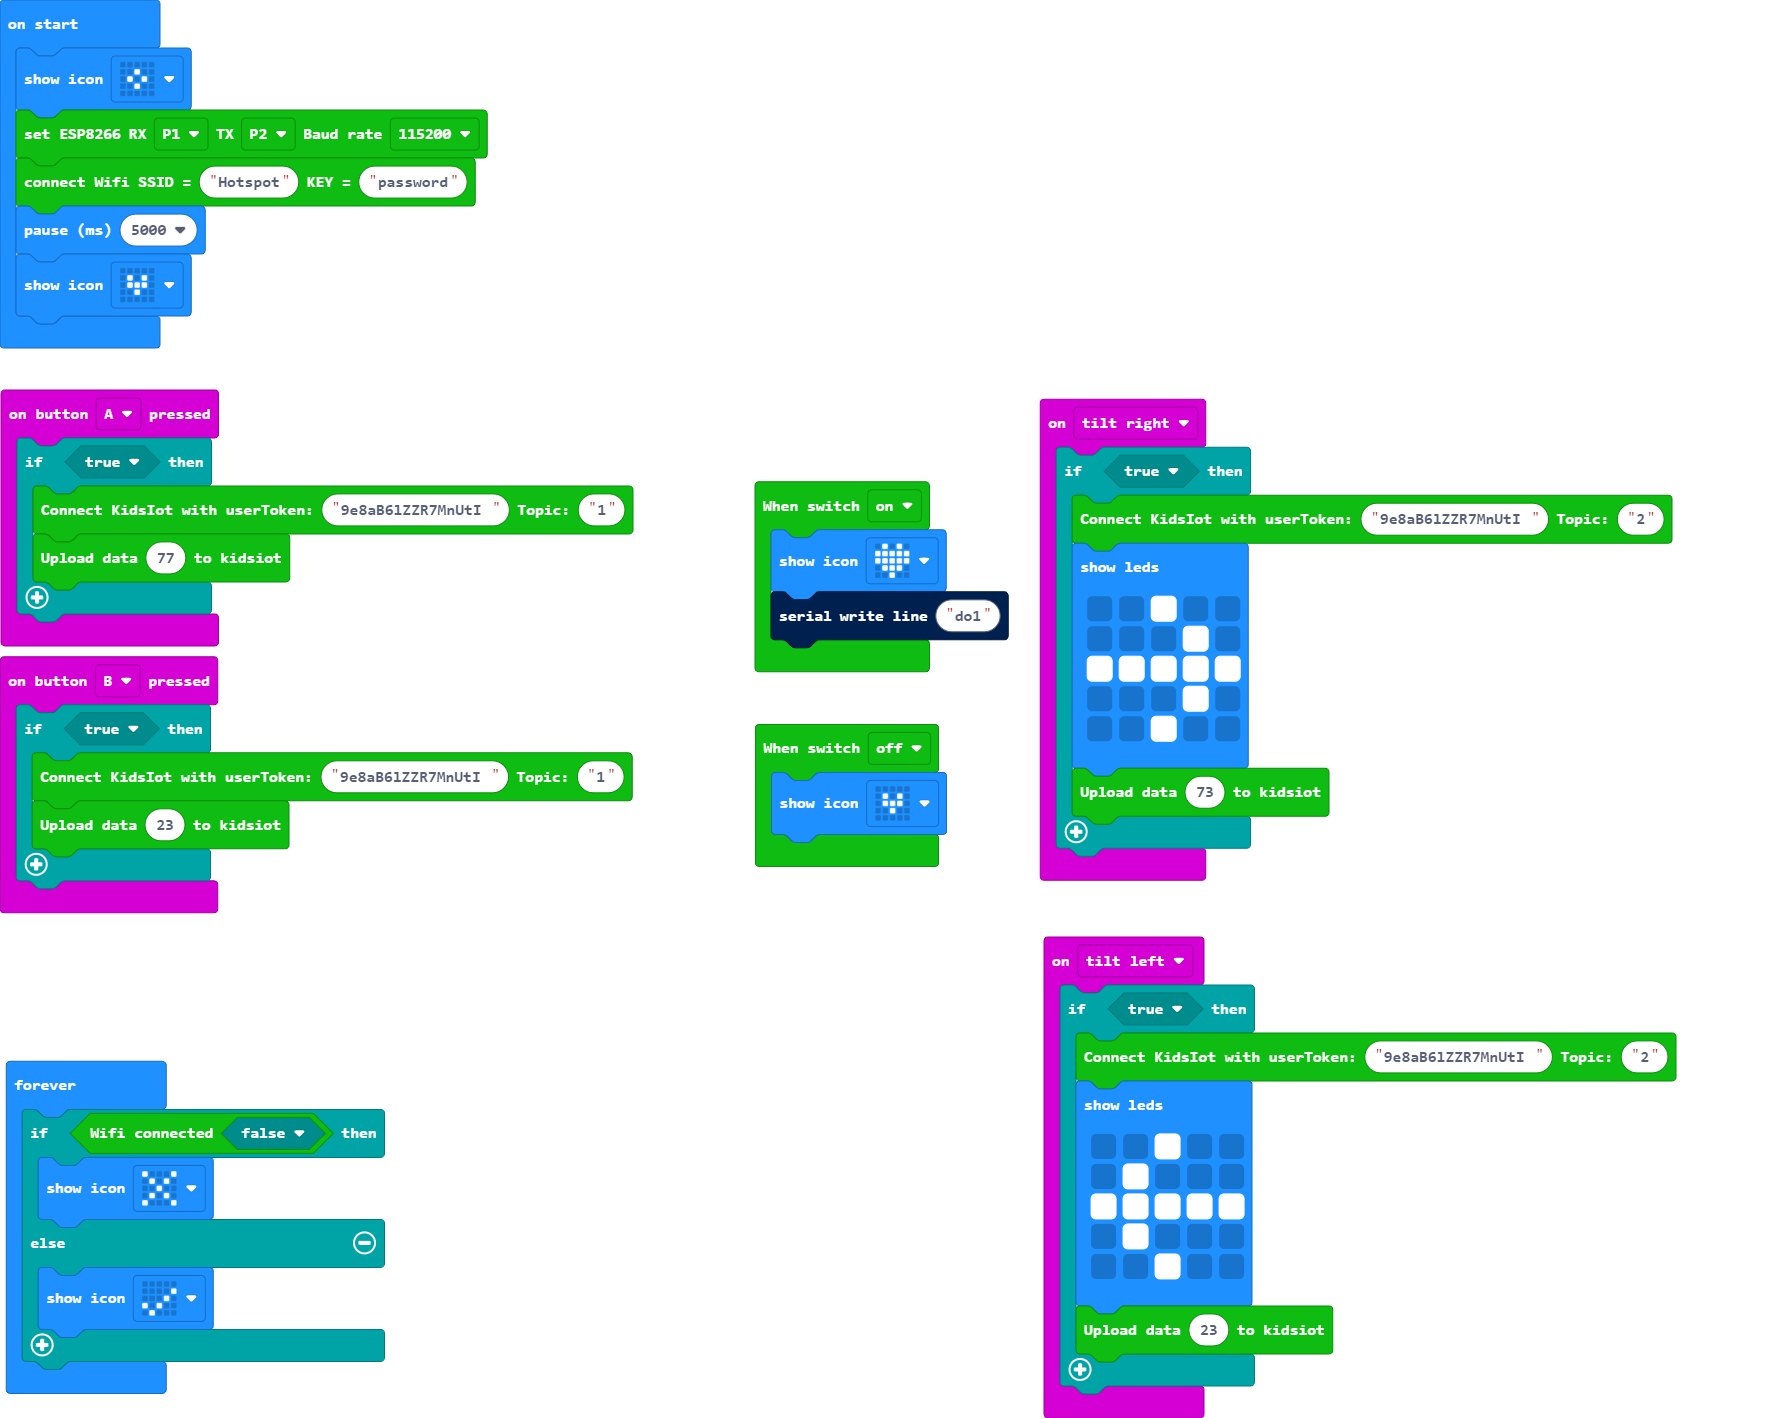 on start
show icon
set ESP8266 RX P1 TX P2 Baud rate 115200
connect Wifi SSID = "Hotspot" KEY = "password"
pause (ms) 5000
show icon
on button A pressed
if true then
Connect KidsIot with userToken: "9e8aB6lZZR7MnUtI " Topic: "1"
Upload data 77 to kidsiot
on button B pressed
if true then
Connect KidsIot with userToken: "9e8aB6lZZR7MnUtI " Topic: "1"
Upload data 23 to kidsiot
When switch on
show icon
serial write line "do1"
When switch off
show icon
on tilt right
if true then
Connect KidsIot with userToken: "9e8aB6lZZR7MnUtI " Topic: "2"
show leds
Upload data 73 to kidsiot
on tilt left
if true then
Connect KidsIot with userToken: "9e8aB6lZZR7MnUtI " Topic: "2"
show leds
Upload data 23 to kidsiot
forever
if Wifi connected false then
show icon
else
show icon